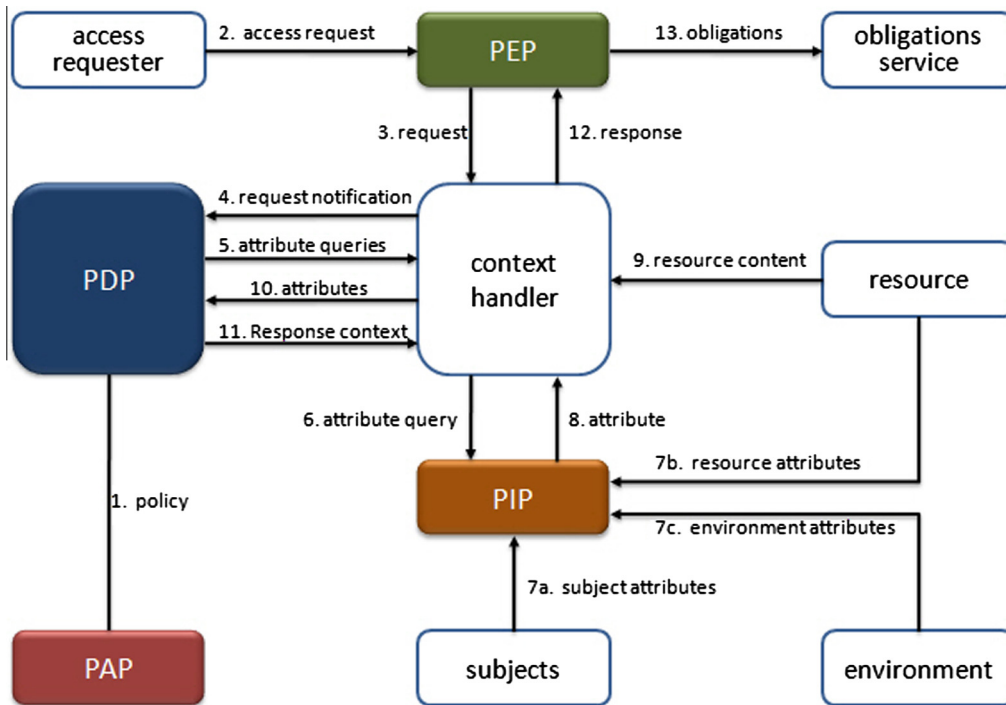 access
requester
2. access request
PEP
13. obligations
obligations
service
3. request
12. response
4. request notification
5. attribute queries
PDP
10. attributes
11. Response context
context
handler
9. resource content
resource
6. attribute query
8. attribute
7b. resource attributes
PIP
1. policy
7c. environment attributes
7a. subject attributes
PAP
subjects
environment